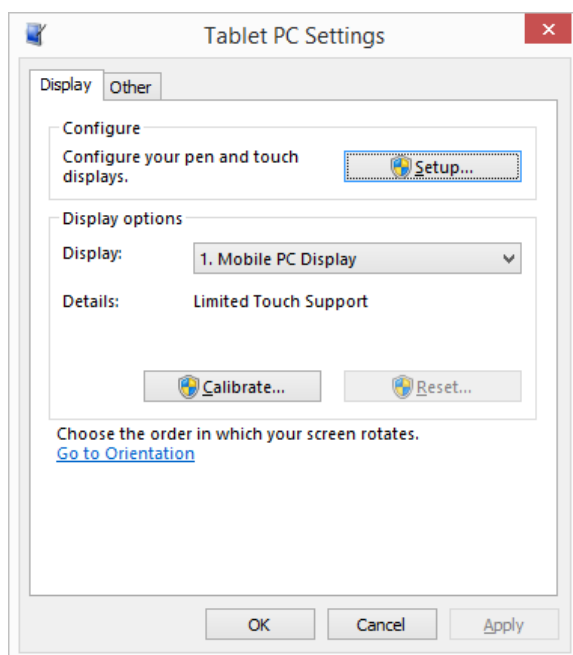 Tablet PC Settings
Display Other
Configure
Configure your pen and touch
displays.
Setup...
Display options
Display: 1. Mobile PC Display
Details: Limited Touch Support
Calibrate... Reset...
Choose the order in which your screen rotates.
Go to Orientation
OK Cancel Apply